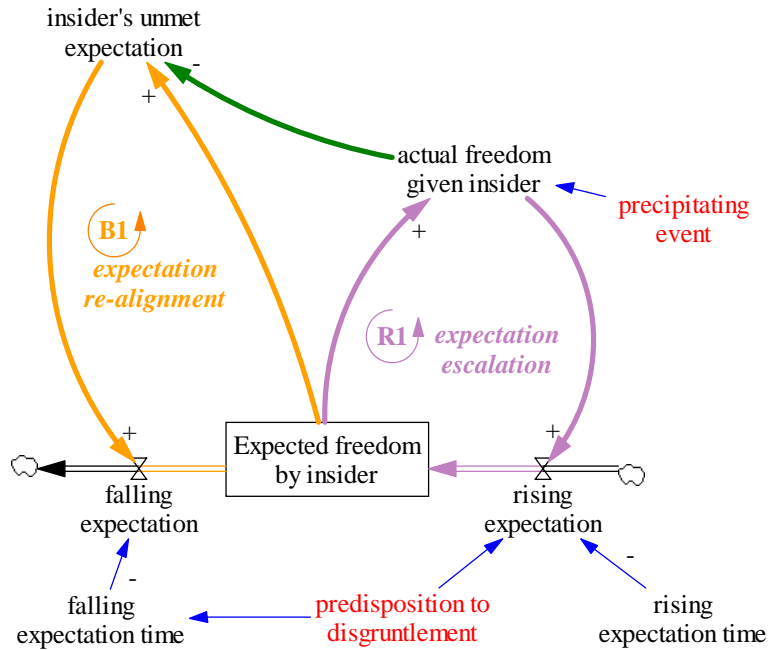 insider's unmet
expectation
-
+
actual freedom
given insider
precipitating
event
+
B1
expectation
re-alignment
R1
expectation
escalation
+
+
Expected freedom
by insider
falling
expectation
rising
expectation
-
-
falling
expectation time
predisposition to
disgruntlement
rising
expectation time